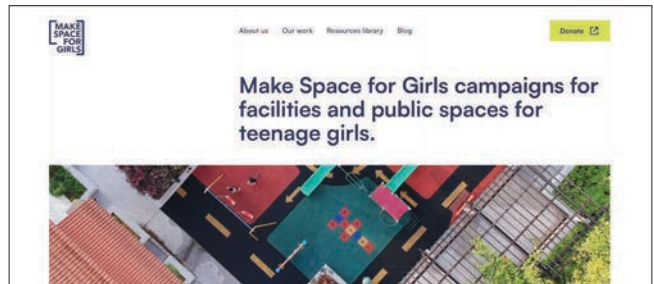 MAKE
SPACE
FOR
GIRLS
About us Our work Resources library Blog
Donate
Make Space for Girls campaigns for
facilities and public spaces for
teenage girls.